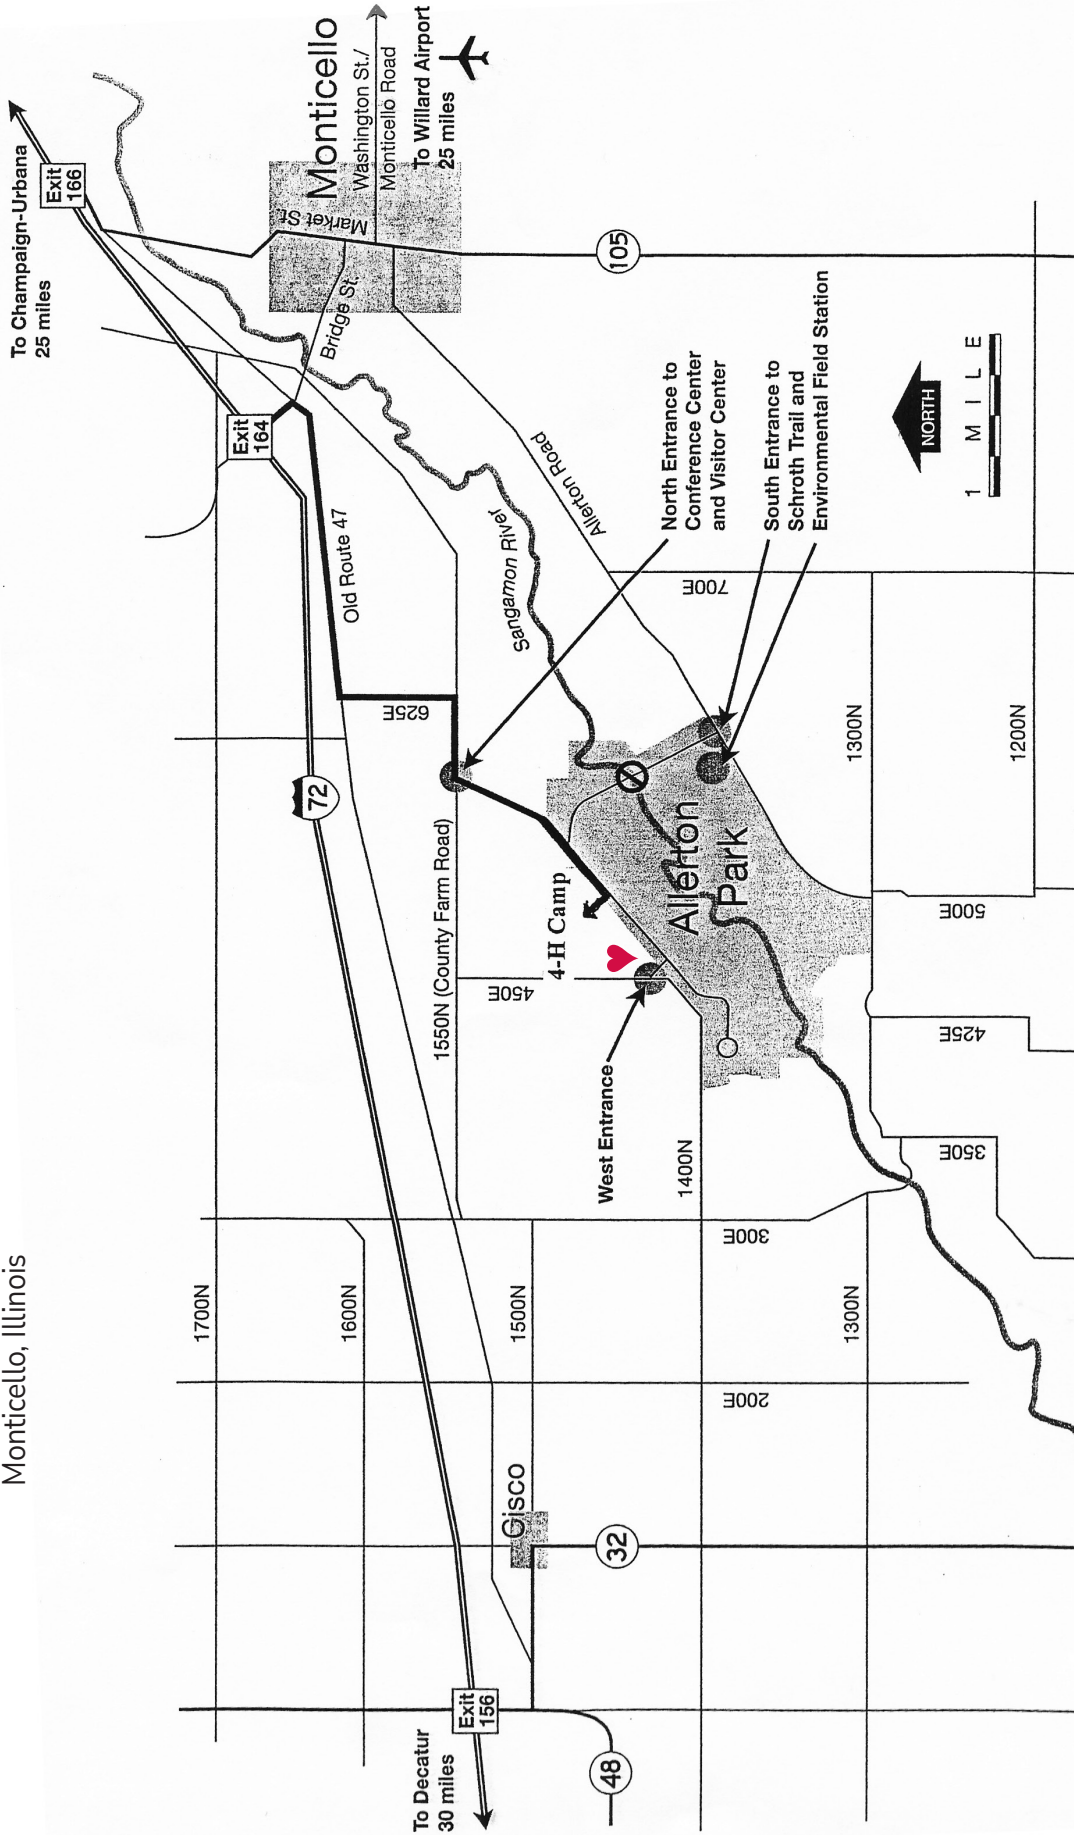 Monticello, Illinois
To Champaign-Urbana
25 miles
Exit
166
Monticello
Washington St./
Monticello Road
To Willard Airport
25 miles
Market St.
Bridge St.
105
Exit
164
Old Route 47
Sangamon River
Allerton Road
North Entrance to
Conference Center
and Visitor Center
South Entrance to
Schroth Trail and
Environmental Field Station
NORTH
1 MILE
700E
625E
72
1550N (County Farm Road)
4-H Camp
Allerton
Park
1300N
1200N
500E
450E
425E
West Entrance
1400N
350E
300E
1700N
1600N
1500N
1300N
200E
Cisco
32
Exit
156
To Decatur
30 miles
48